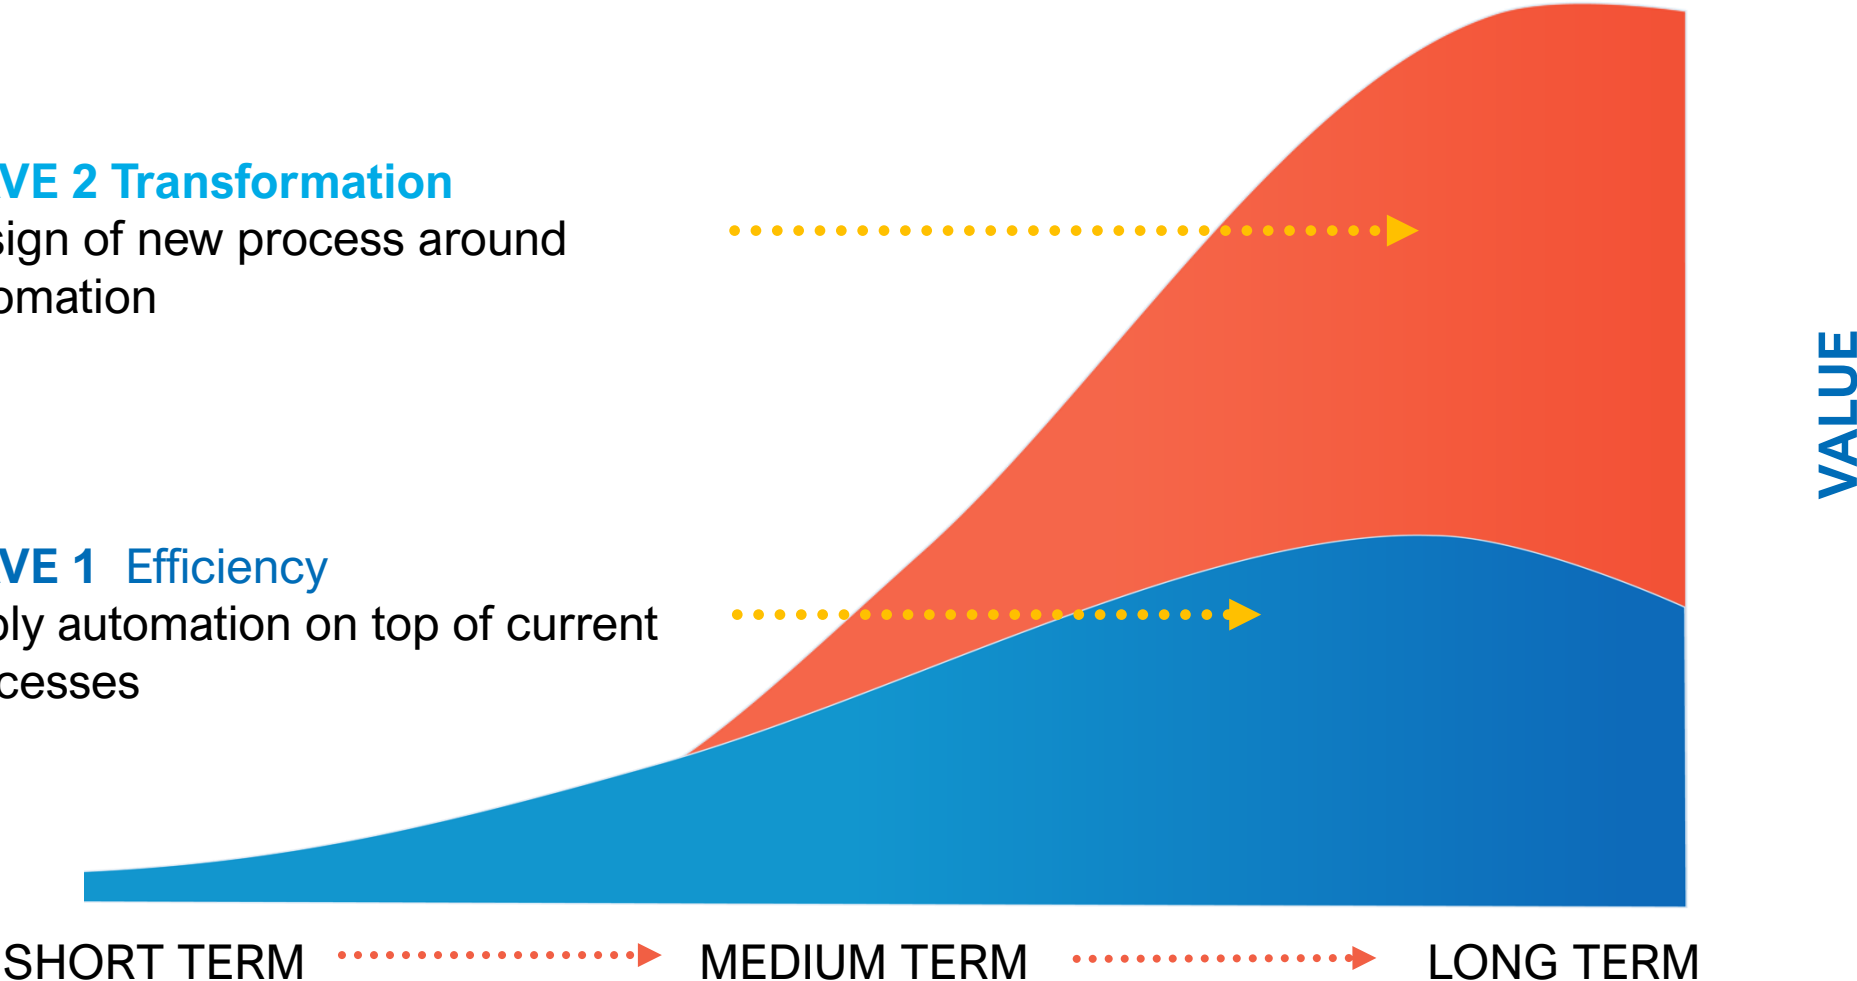 VE 2 Transformation
sign of new process around
omation
VE 1 Efficiency
ply automation on top of current
cesses
VALUE
SHORT TERM
MEDIUM TERM
LONG TERM